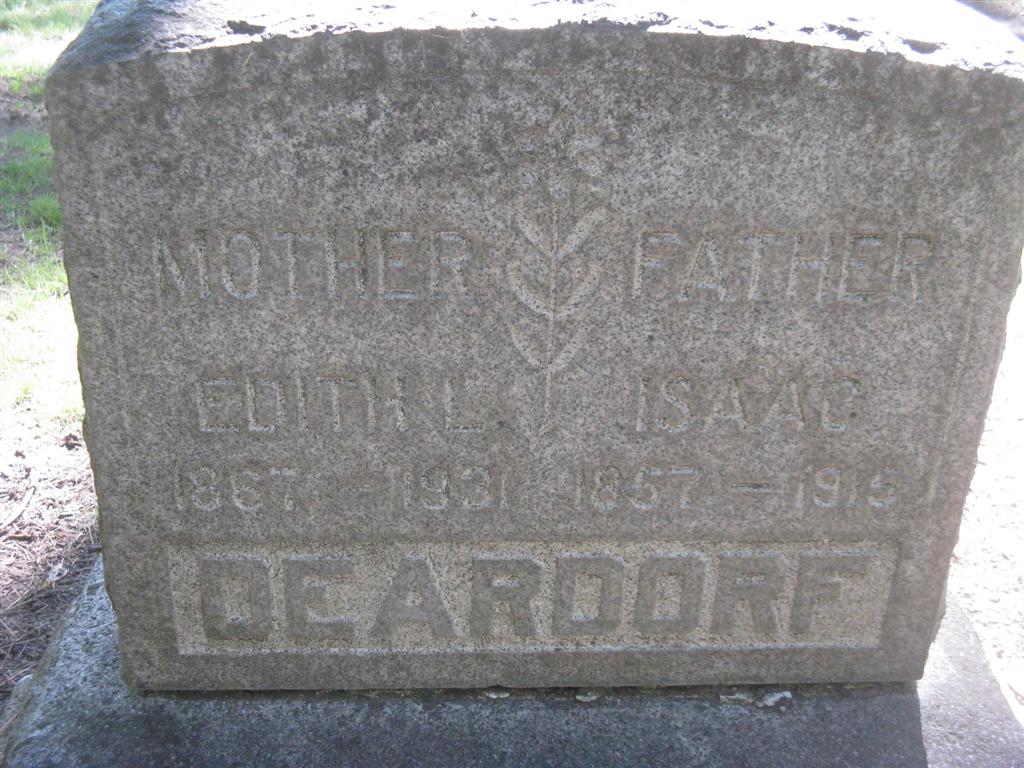 MOTHER FATHER
EDITH L ISAAC
1867 - 1931 1857 - 1915
DEARDORF